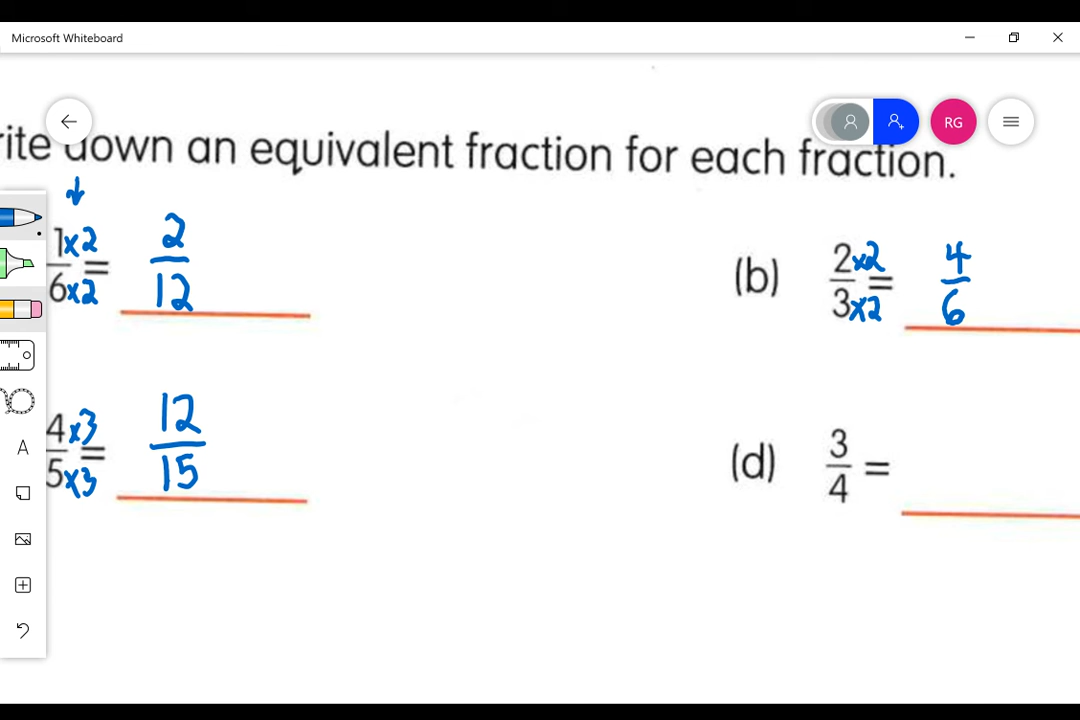 Microsoft Whiteboard
RG
rite down an equivalent fraction for each fraction.
1x2/6x2 = 2/12
(b) 2x2/3x2 = 4/6
4x3/5x3 = 12/15
(d) 3/4 =
A